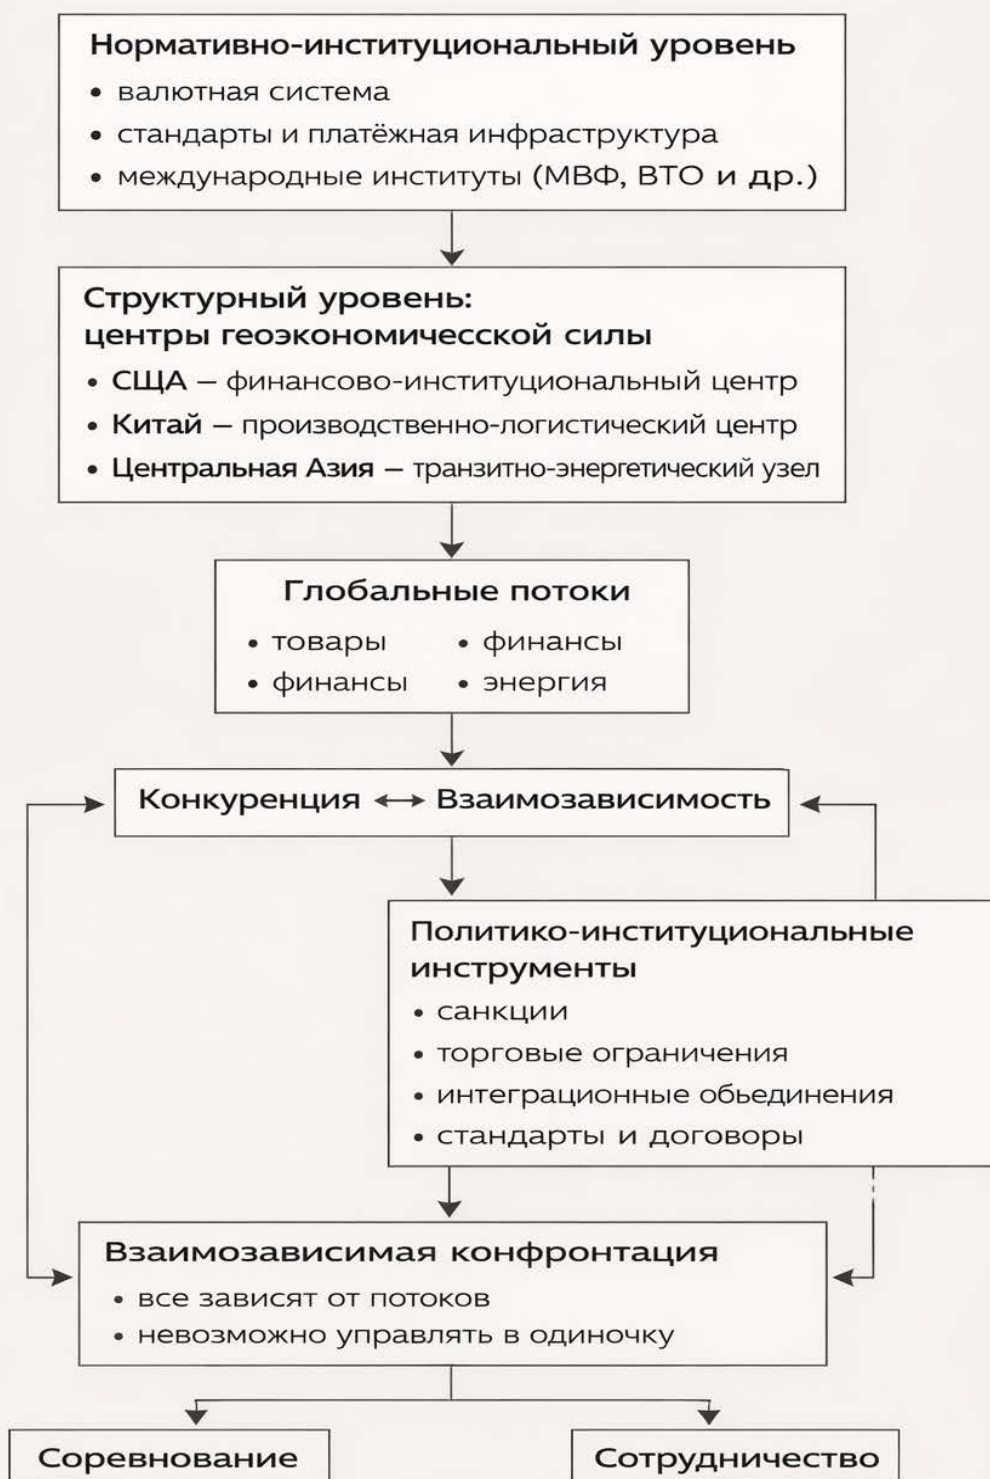 Нормативно-институциональный уровень
• валютная система
• стандарты и платёжная инфраструктура
• международные институты (МВФ, ВТО и др.)
Структурный уровень:
центры геоэкономичесской силы
• СЩА – финансово-институциональный центр
• Китай – производственно-логистический центр
• Центральная Азия – транзитно-энергетический узел
Глобальные потоки
• товары • финансы
• финансы • энергия
Конкуренция ↔ Взаимозависимость
Политико-институциональные
инструменты
• санкции
• торговые ограничения
• интеграционные обьединения
• стандарты и договоры
Взаимозависимая конфронтация
• все зависят от потоков
• невозможно управлять в одиночку
Соревнование Сотрудничество